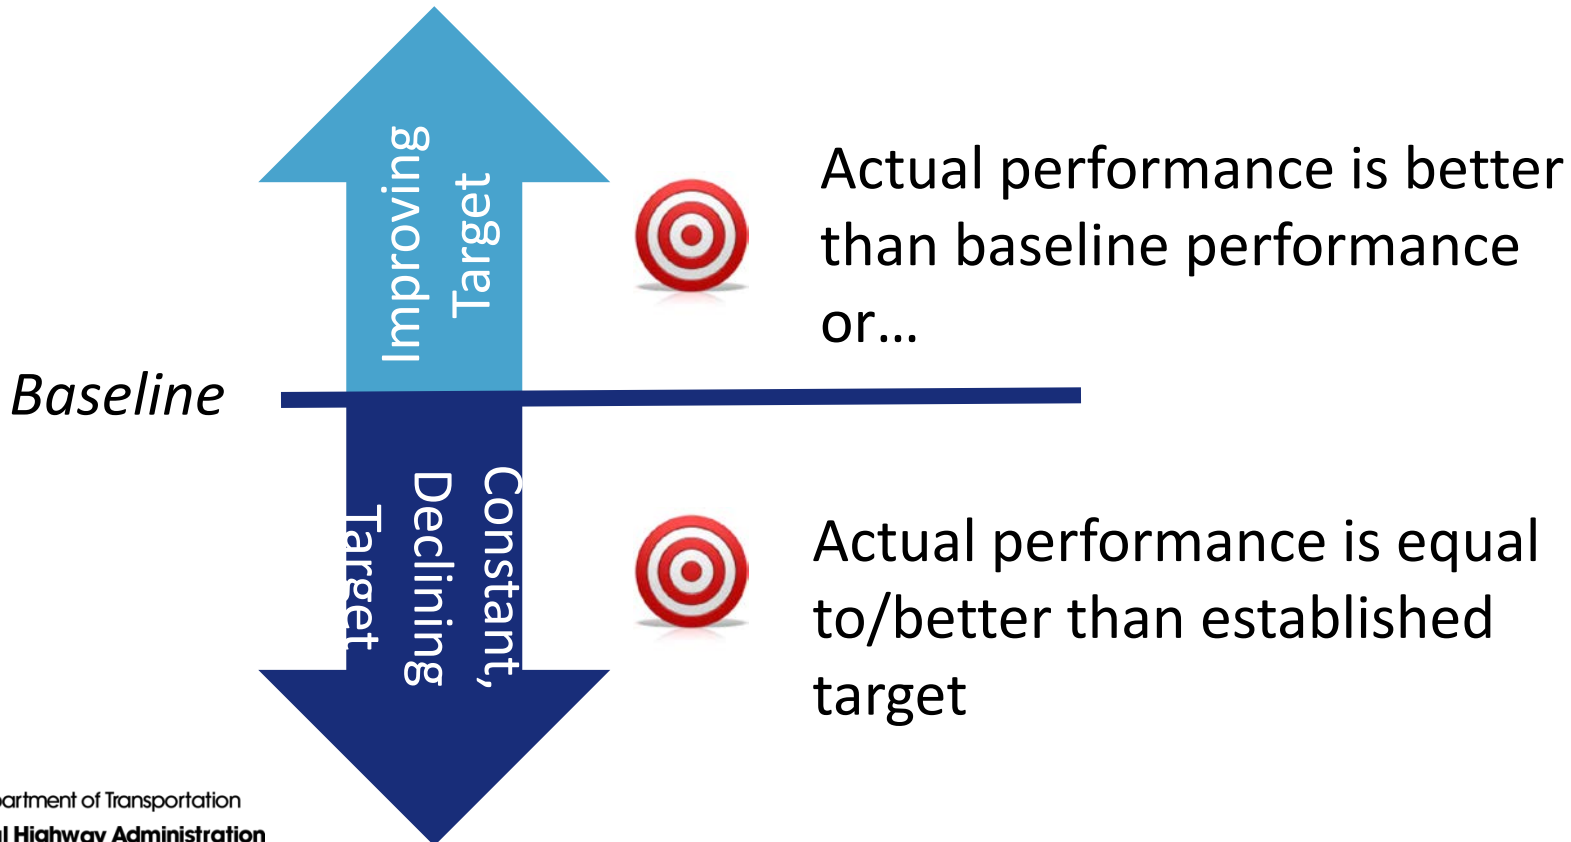 Improving
Target
Actual performance is better
than baseline performance
or…
Baseline
Constant,
Declining
Target
Actual performance is equal
to/better than established
target
partment of Transportation
l Highway Administration